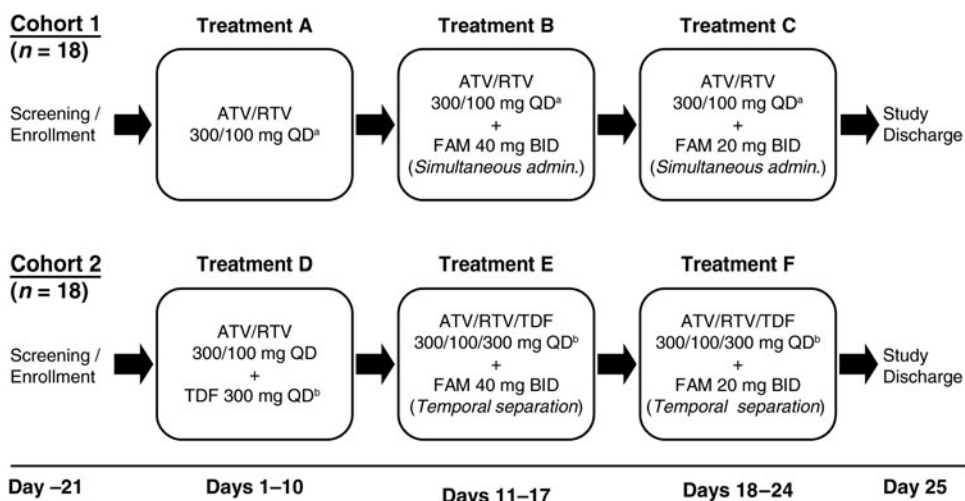 Cohort 1
(n = 18)
Treatment A
Treatment B
Treatment C
Screening /
Enrollment
ATV/RTV
300/100 mg QDᵃ
ATV/RTV
300/100 mg QDᵃ
+
FAM 40 mg BID
(Simultaneous admin.)
ATV/RTV
300/100 mg QDᵃ
+
FAM 20 mg BID
(Simultaneous admin.)
Study
Discharge
Cohort 2
(n = 18)
Treatment D
Treatment E
Treatment F
Screening /
Enrollment
ATV/RTV
300/100 mg QD
+
TDF 300 mg QDᵇ
ATV/RTV/TDF
300/100/300 mg QDᵇ
+
FAM 40 mg BID
(Temporal separation)
ATV/RTV/TDF
300/100/300 mg QDᵇ
+
FAM 20 mg BID
(Temporal separation)
Study
Discharge
Day –21
Days 1–10
Days 11–17
Days 18–24
Day 25